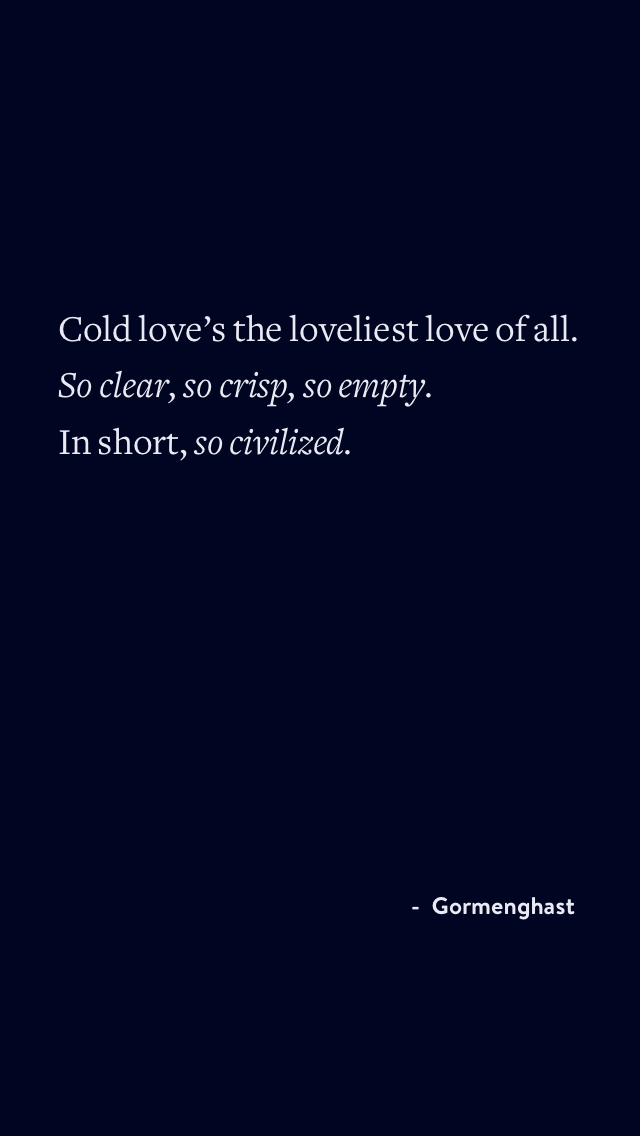 Cold love’s the loveliest love of all.
So clear, so crisp, so empty.
In short, so civilized.
- Gormenghast